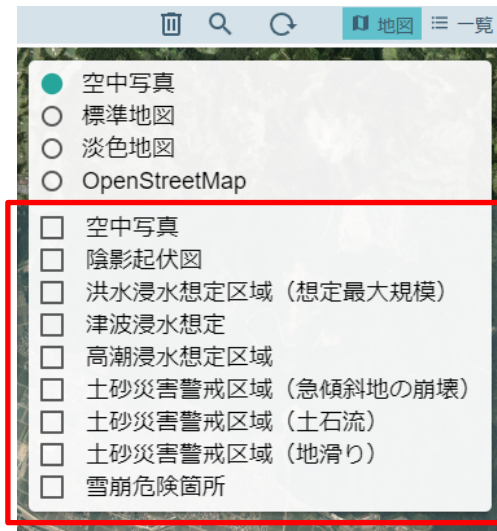 地図 一覧
空中写真
標準地図
淡色地図
OpenStreetMap
空中写真
陰影起伏図
洪水浸水想定区域（想定最大規模）
津波浸水想定
高潮浸水想定区域
土砂災害警戒区域（急傾斜地の崩壊）
土砂災害警戒区域（土石流）
土砂災害警戒区域（地滑り）
雪崩危険箇所